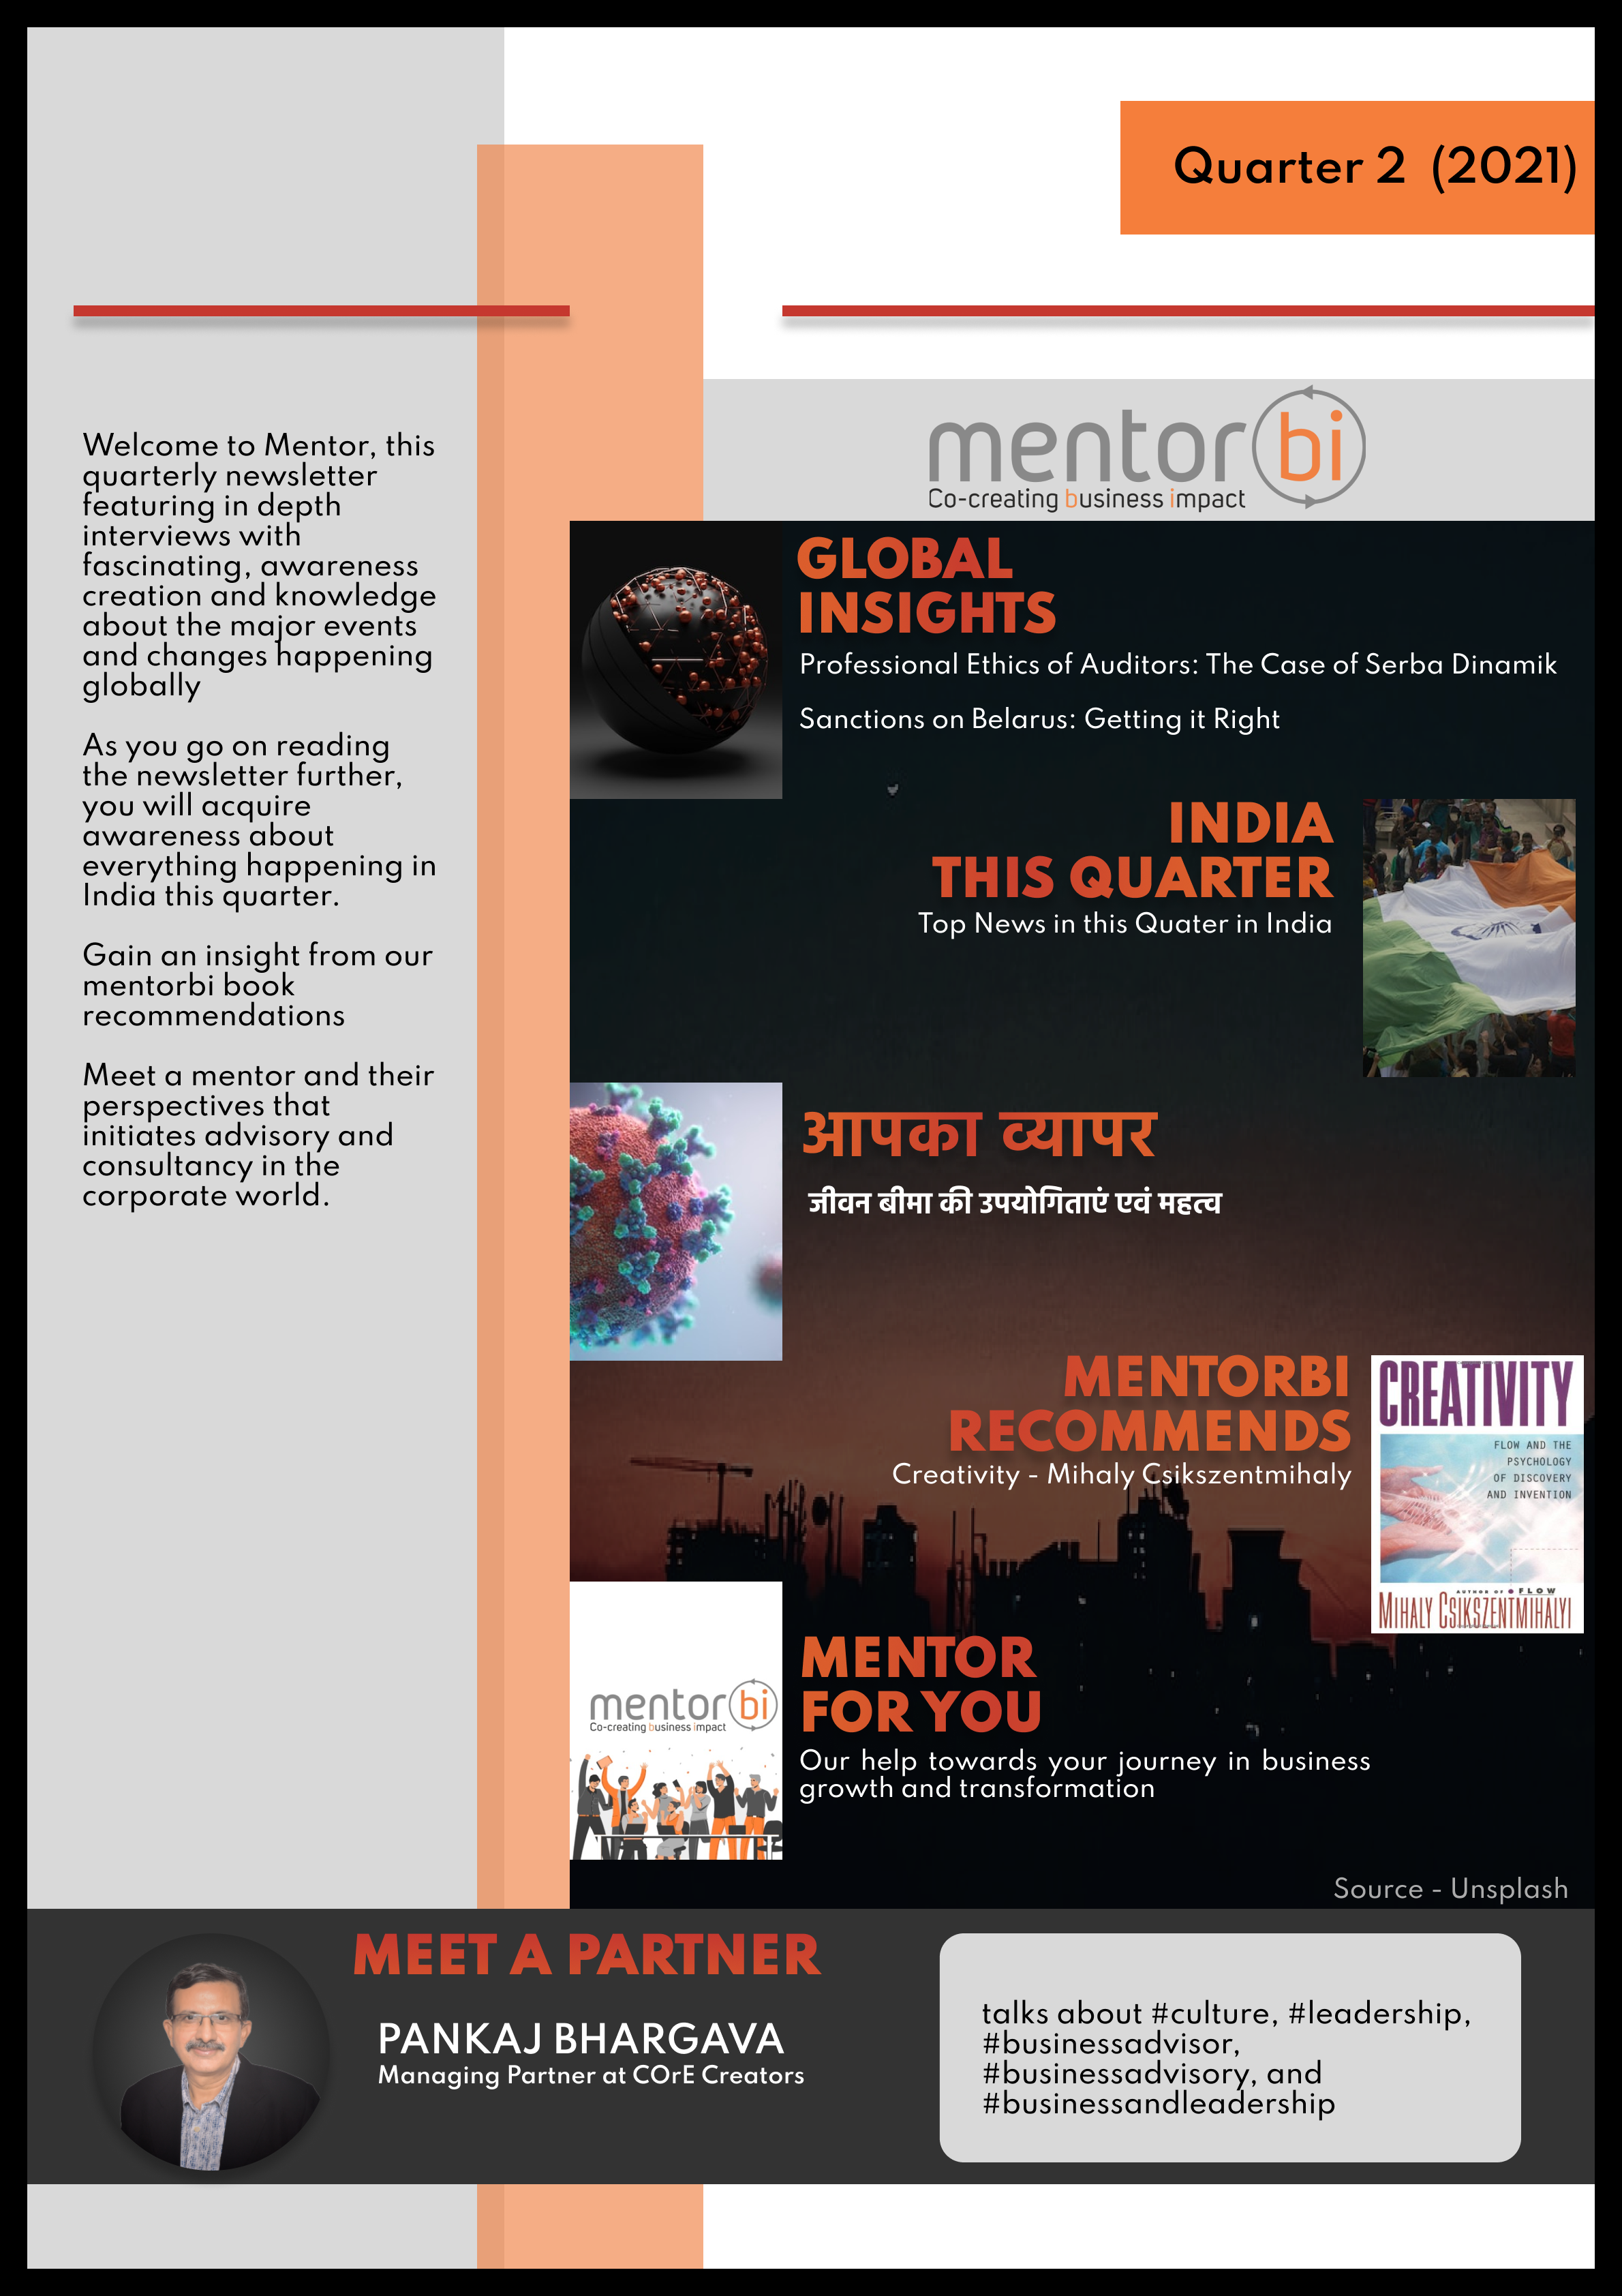 Quarter 2 (2021)
Welcome to Mentor, this
quarterly newsletter
featuring in depth
interviews with
fascinating, awareness
creation and knowledge
about the major events
and changes happening
globally
As you go on reading
the newsletter further,
you will acquire
awareness about
everything happening in
India this quarter.
Gain an insight from our
mentorbi book
recommendations
Meet a mentor and their
perspectives that
initiates advisory and
consultancy in the
corporate world.
mentor bi
Co-creating business impact
GLOBAL
INSIGHTS
Professional Ethics of Auditors: The Case of Serba Dinamik
Sanctions on Belarus: Getting it Right
INDIA
THIS QUARTER
Top News in this Quater in India
आपका व्यापर
जीवन बीमा की उपयोगिताएं एवं महत्व
MENTORBI
RECOMMENDS
Creativity - Mihaly Csikszentmihaly
CREATIVITY
FLOW AND THE
PSYCHOLOGY
OF DISCOVERY
AND INVENTION
AUTHOR OF FLOW
MIHALY CSIKSZENTMIHALYI
mentor bi
Co-creating business impact
MENTOR
FOR YOU
Our help towards your journey in business
growth and transformation
Source - Unsplash
MEET A PARTNER
PANKAJ BHARGAVA
Managing Partner at COrE Creators
talks about #culture, #leadership,
#businessadvisor,
#businessadvisory, and
#businessandleadership